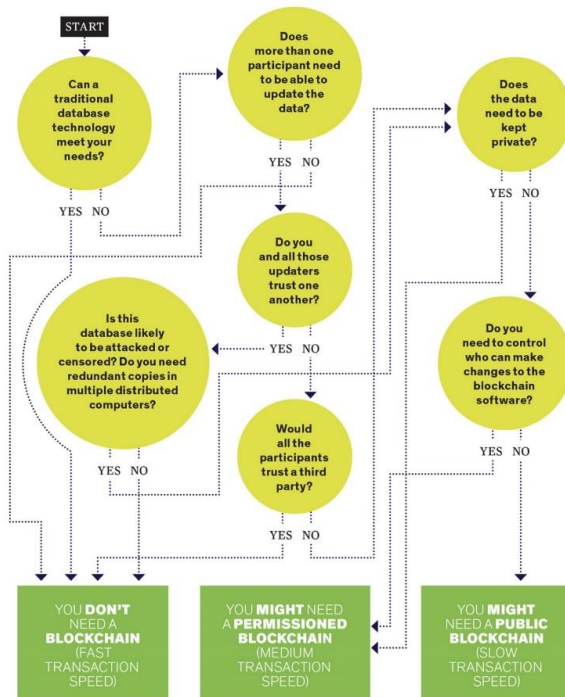 START
Can a
traditional
database
technology
meet your
needs?
YES NO
Does
more than one
participant need
to be able to
update the
data?
YES NO
Does
the data
need to be
kept
private?
YES NO
Do you
and all those
updaters
trust one
another?
YES NO
Is this
database likely
to be attacked or
censored? Do you need
redundant copies in
multiple distributed
computers?
YES NO
Do you
need to control
who can make
changes to the
blockchain
software?
YES NO
Would
all the
participants
trust a third
party?
YES NO
YOU DON'T
NEED A
BLOCKCHAIN
(FAST
TRANSACTION
SPEED)
YOU MIGHT NEED
A PERMISSIONED
BLOCKCHAIN
(MEDIUM
TRANSACTION
SPEED)
YOU MIGHT
NEED A PUBLIC
BLOCKCHAIN
(SLOW
TRANSACTION
SPEED)